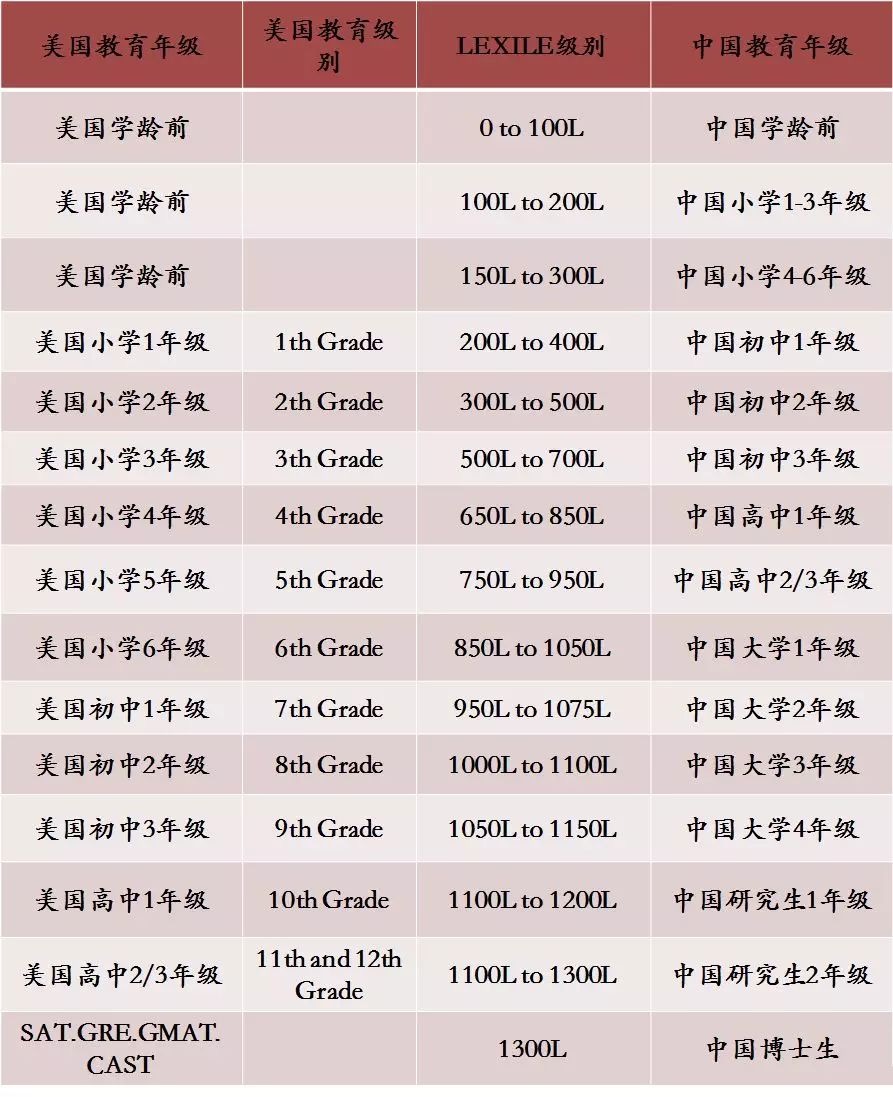 美国教育年级 美国教育级别 LEXILE级别 中国教育年级
美国学龄前 0 to 100L 中国学龄前
美国学龄前 100L to 200L 中国小学1-3年级
美国学龄前 150L to 300L 中国小学4-6年级
美国小学1年级 1th Grade 200L to 400L 中国初中1年级
美国小学2年级 2th Grade 300L to 500L 中国初中2年级
美国小学3年级 3th Grade 500L to 700L 中国初中3年级
美国小学4年级 4th Grade 650L to 850L 中国高中1年级
美国小学5年级 5th Grade 750L to 950L 中国高中2/3年级
美国小学6年级 6th Grade 850L to 1050L 中国大学1年级
美国初中1年级 7th Grade 950L to 1075L 中国大学2年级
美国初中2年级 8th Grade 1000L to 1100L 中国大学3年级
美国初中3年级 9th Grade 1050L to 1150L 中国大学4年级
美国高中1年级 10th Grade 1100L to 1200L 中国研究生1年级
美国高中2/3年级 11th and 12th Grade 1100L to 1300L 中国研究生2年级
SAT.GRE.GMAT.CAST 1300L 中国博士生